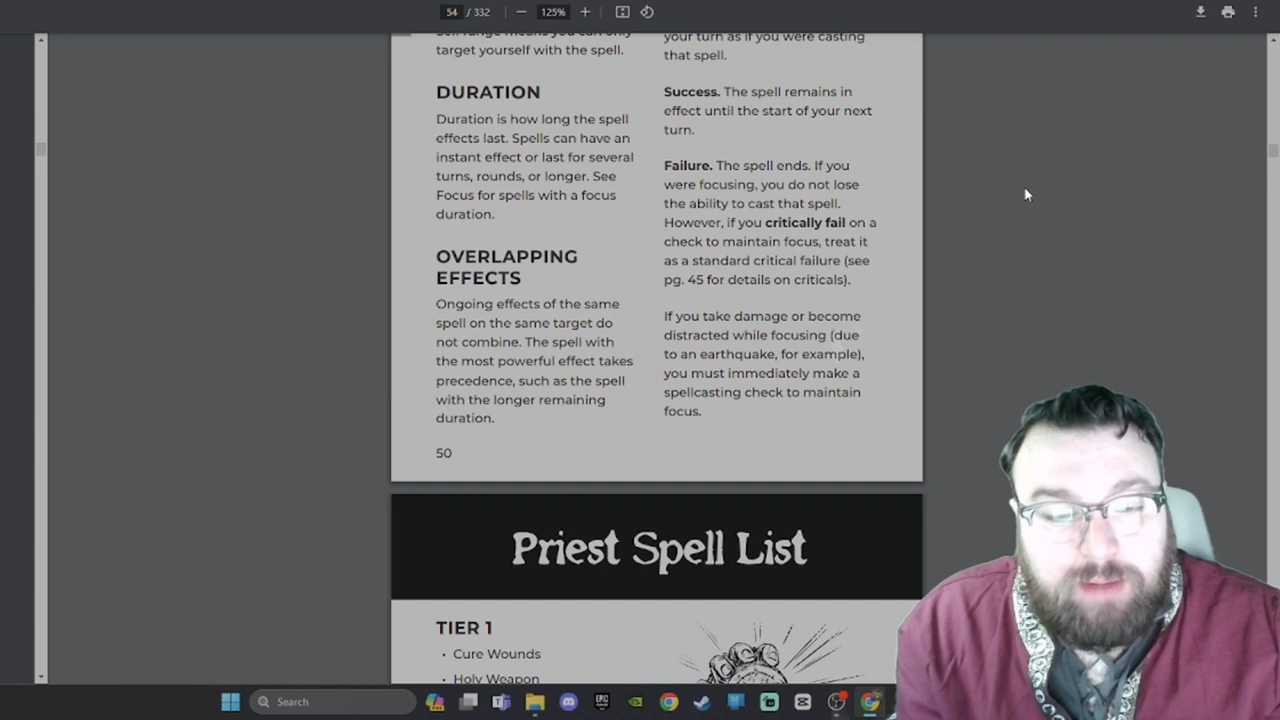 54 / 332
125%
Self range means you can only
target yourself with the spell.
DURATION
Duration is how long the spell
effects last. Spells can have an
instant effect or last for several
turns, rounds, or longer. See
Focus for spells with a focus
duration.
OVERLAPPING
EFFECTS
Ongoing effects of the same
spell on the same target do
not combine. The spell with
the most powerful effect takes
precedence, such as the spell
with the longer remaining
duration.
50
your turn as if you were casting
that spell.
Success. The spell remains in
effect until the start of your next
turn.
Failure. The spell ends. If you
were focusing, you do not lose
the ability to cast that spell.
However, if you critically fail on a
check to maintain focus, treat it
as a standard critical failure (see
pg. 45 for details on criticals).
If you take damage or become
distracted while focusing (due
to an earthquake, for example),
you must immediately make a
spellcasting check to maintain
focus.
Priest Spell List
TIER 1
· Cure Wounds
· Holy Weapon
Search